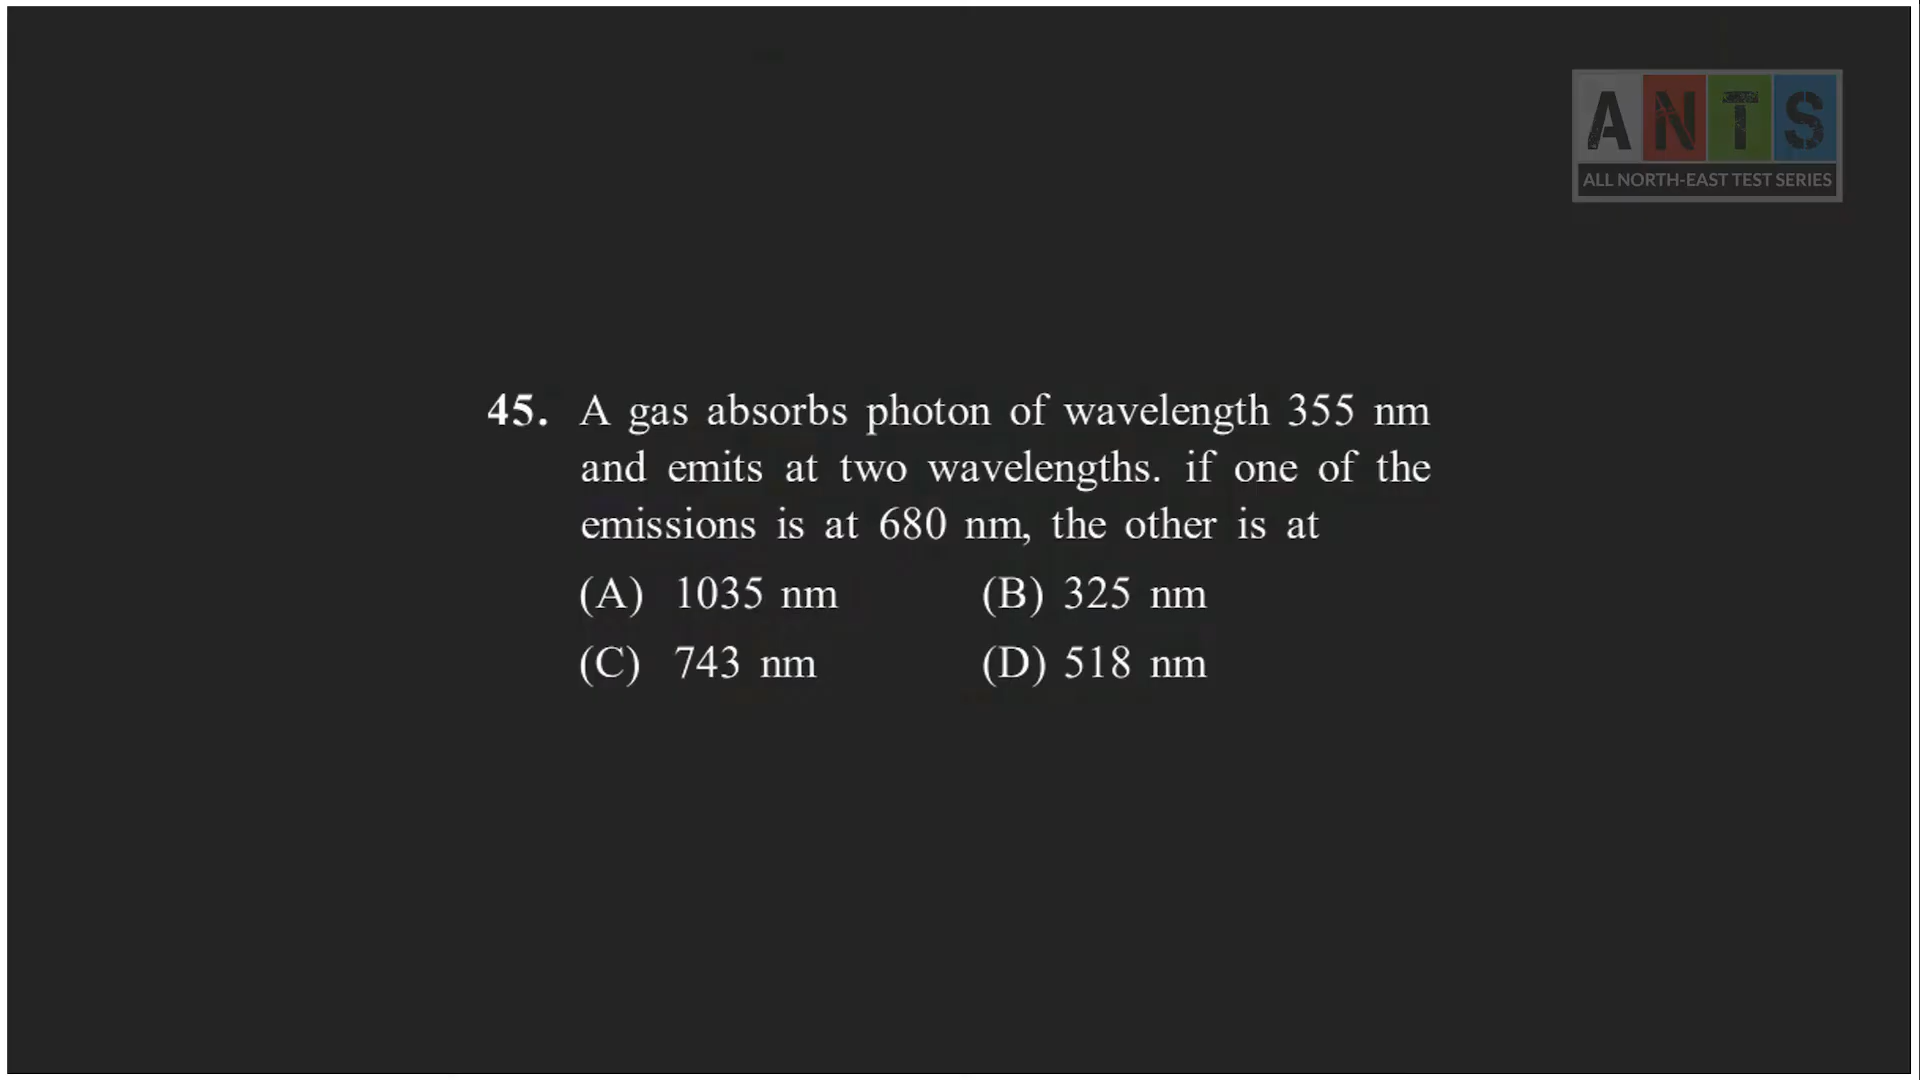 ANTS
ALL NORTH-EAST TEST SERIES
45. A gas absorbs photon of wavelength 355 nm
and emits at two wavelengths. if one of the
emissions is at 680 nm, the other is at
(A) 1035 nm (B) 325 nm
(C) 743 nm (D) 518 nm